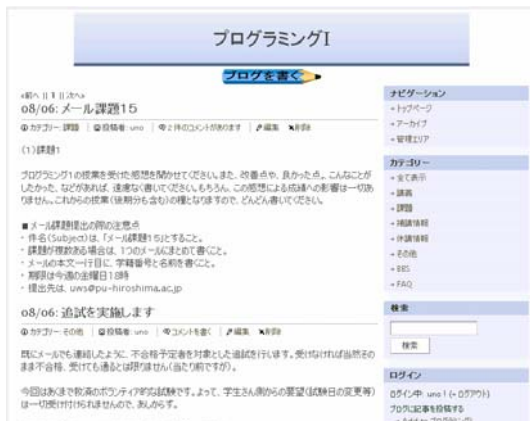 プログラミングI
ブログを書く
«前へ || 1 || 次へ»
08/06: メール課題15
カテゴリー: 課題 投稿者: uno 2 件のコメントがあります 編集 削除
(1)課題1
プログラミング1の授業を受けた感想を聞かせてください。また、改善点や、良かった点。こんなことが
したかった、などがあれば、遠慮なく書いてください。もちろん、この感想による成績への影響は一切あ
りません。これからの授業(後期分も含む)の糧となりますので、どんどん書いてください。
■メール課題提出の際の注意点
・件名(Subject)は、「メール課題15」とすること。
・課題が複数ある場合は、1つのメールにまとめて書くこと。
・メールの本文一行目に、学籍番号と名前を書くこと。
・期限は今週の金曜日18時
・提出先は、uws@pu-hiroshima.ac.jp
08/06: 追試を実施します
カテゴリー: その他 投稿者: uno コメントを書く 編集 削除
既にメールでも連絡したように、不合格予定者を対象とした追試を行います。受けなければ当然その
まま不合格、受けても通るとは限りません(当たり前ですが)。
今回はあくまで救済のボランティア的な試験です。よって、学生さん側からの要望(試験日の変更等)
は一切受け付けられませんので、あしからず。
ナビゲーション
トップページ
アーカイブ
管理エリア
カテゴリー
全て表示
講義
課題
補講情報
休講情報
その他
BBS
FAQ
検索
検索
ログイン
ログイン中: uno ! (ログアウト)
ブログに記事を投稿する